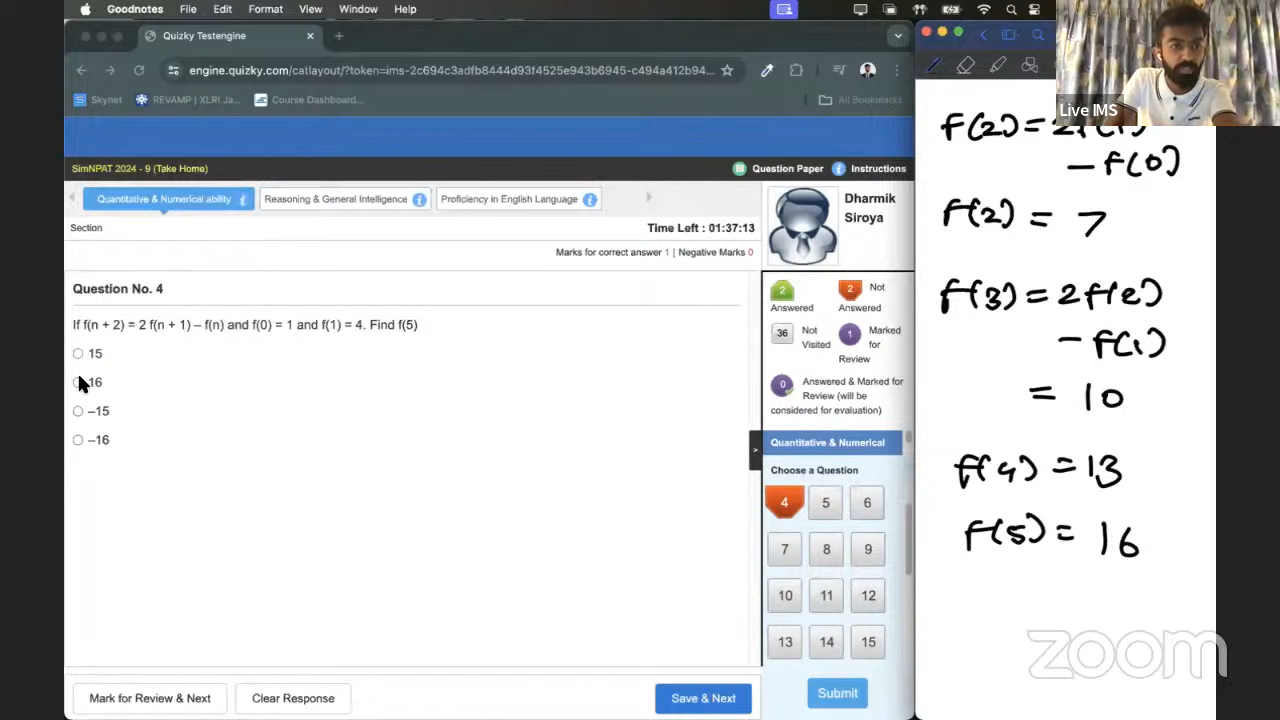 Goodnotes File Edit Format View Window Help
Quizky Testengine
engine.quizky.com/catlayout/?token=ims-2c694c3adfb8444d93f4525e943b6945-c494a412b94...
Skynet
REVAMP | XLRI Ja...
Course Dashboard...
All Bookmarks
SimNPAT 2024 - 9 (Take Home)
Question Paper
Instructions
Quantitative & Numerical ability
Reasoning & General Intelligence
Proficiency in English Language
Section
Time Left : 01:37:13
Marks for correct answer 1 | Negative Marks 0
Question No. 4
If f(n + 2) = 2 f(n + 1) – f(n) and f(0) = 1 and f(1) = 4. Find f(5)
15
16
–15
–16
Mark for Review & Next
Clear Response
Save & Next
Dharmik
Siroya
2
Answered
2
Not
Answered
36
Not
Visited
1
Marked
for
Review
0
Answered & Marked for
Review (will be
considered for evaluation)
>
Quantitative & Numerical
Choose a Question
4 5 6
7 8 9
10 11 12
13 14 15
Submit
Live IMS
f(2) = 2f(1)
– f(0)
f(2) = 7
f(3) = 2f(2)
– f(1)
= 10
f(4) = 13
f(5) = 16
zoom